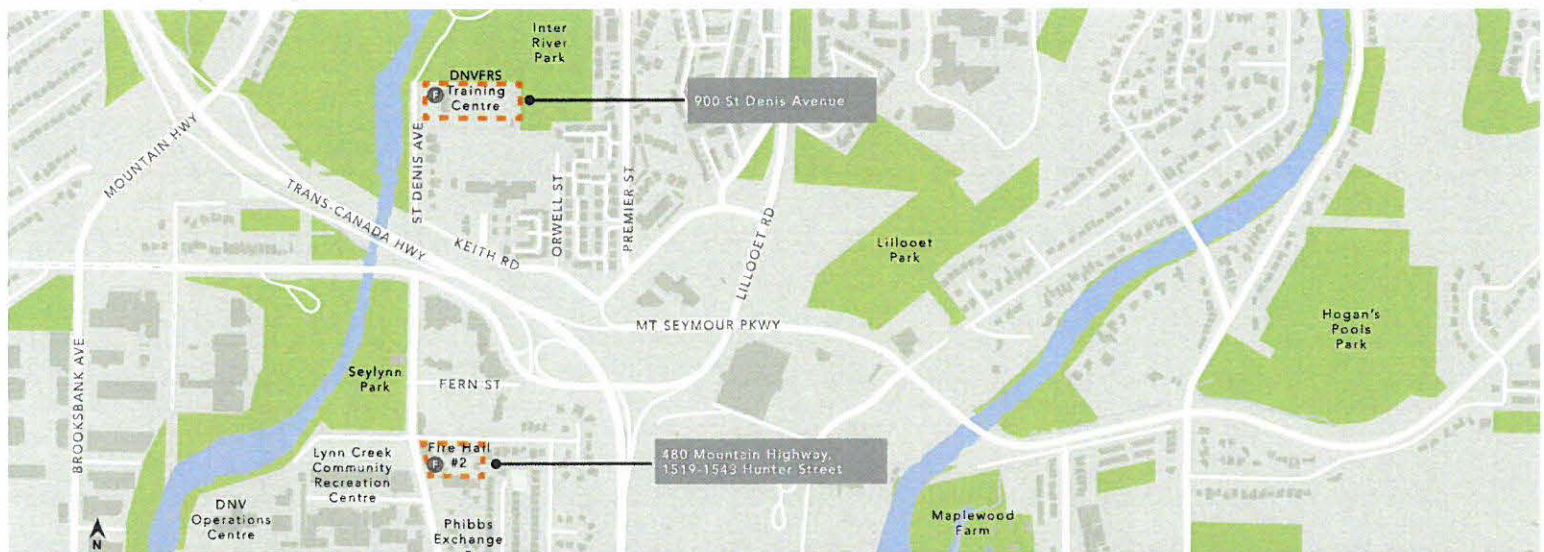 Inter
River
Park
DNVFRS
Training
Centre
F
900 St Denis Avenue
MOUNTAIN HWY
ST DENIS AVE
TRANS-CANADA HWY
KEITH RD
ORWELL ST
PREMIER ST
LILLOOET RD
Lillooet
Park
MT SEYMOUR PKWY
Hogan's
Pools
Park
BROOKSBANK AVE
Seylynn
Park
FERN ST
Fire Hall
#2
F
480 Mountain Highway,
1519-1543 Hunter Street
Lynn Creek
Community
Recreation
Centre
DNV
Operations
Centre
Phibbs
Exchange
Maplewood
Farm
N